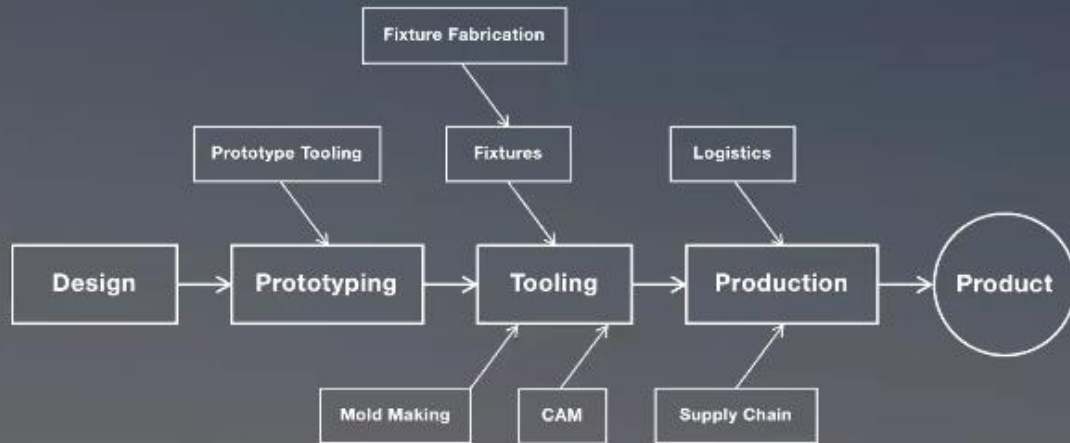 Fixture Fabrication
Prototype Tooling
Fixtures
Logistics
Design
Prototyping
Tooling
Production
Product
Mold Making
CAM
Supply Chain